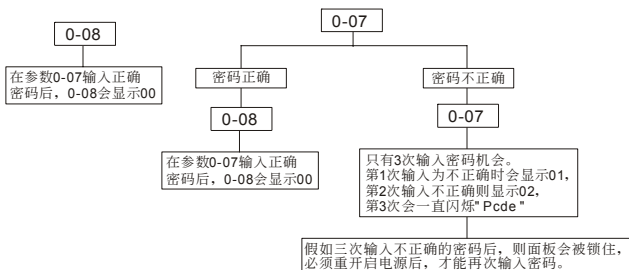 0-08
在参数0-07输入正确
密码后，0-08会显示00
0-07
密码正确
0-08
在参数0-07输入正确
密码后，0-08会显示00
密码不正确
0-07
只有3次输入密码机会。
第1次输入为不正确时会显示01，
第2次输入不正确则显示02，
第3次会一直闪烁" Pcde "
假如三次输入不正确的密码后，则面板会被锁住，
必须重开启电源后，才能再次输入密码。